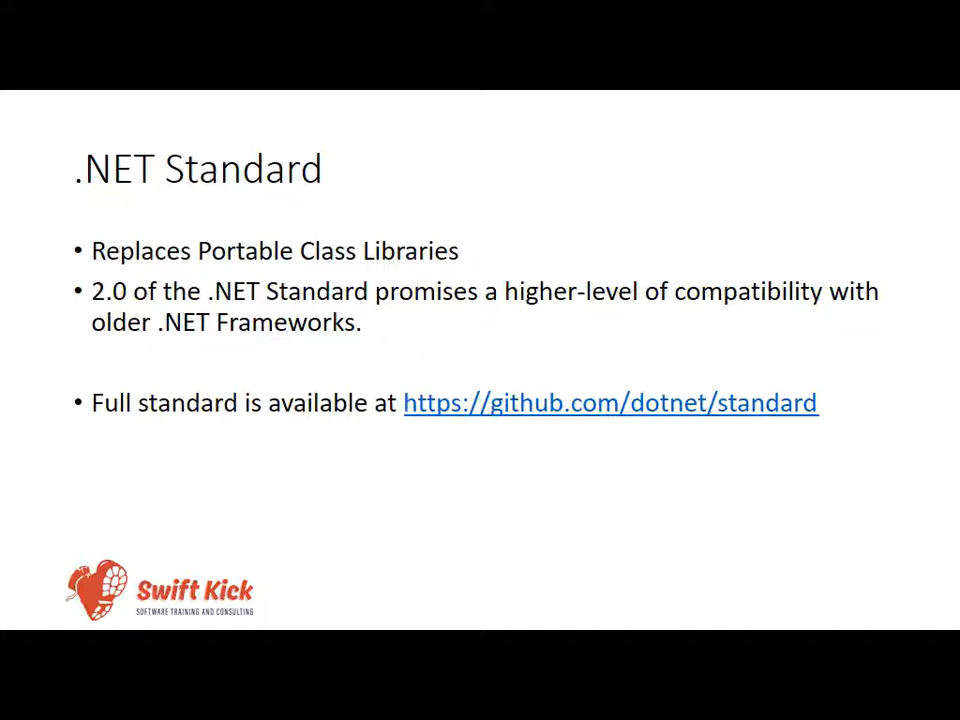 .NET Standard
• Replaces Portable Class Libraries
• 2.0 of the .NET Standard promises a higher-level of compatibility with
older .NET Frameworks.
• Full standard is available at https://github.com/dotnet/standard
Swift Kick
SOFTWARE TRAINING AND CONSULTING